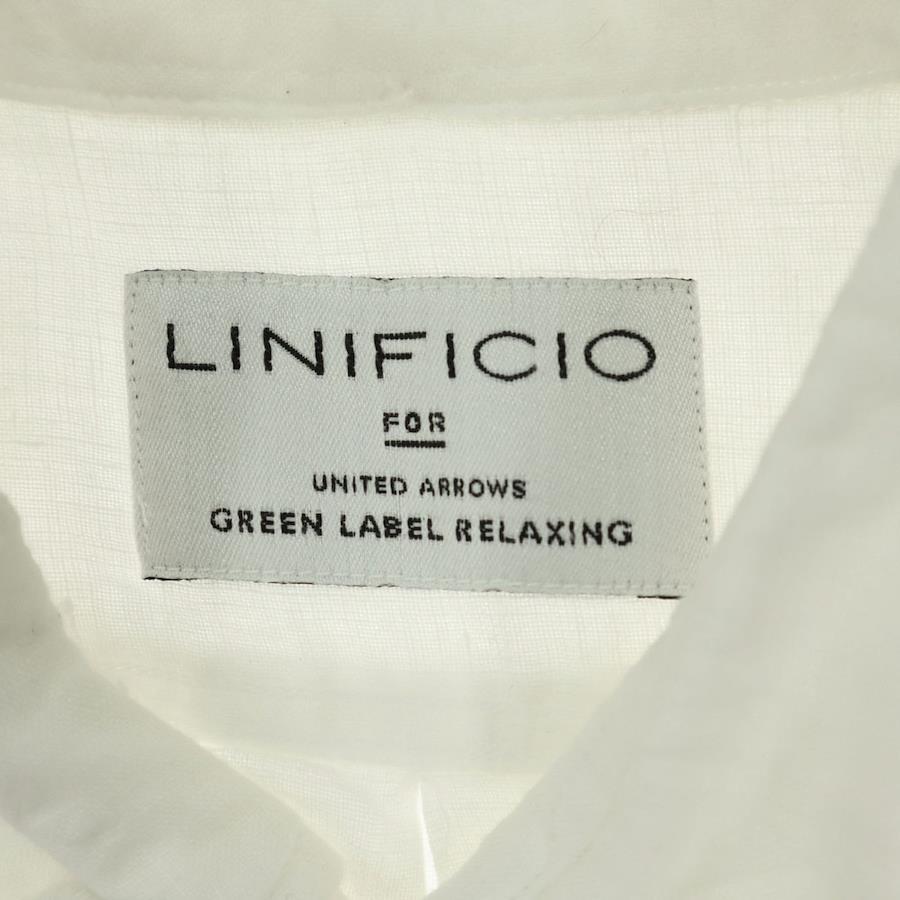 LINIFICIO
FOR
UNITED ARROWS
GREEN LABEL RELAXING